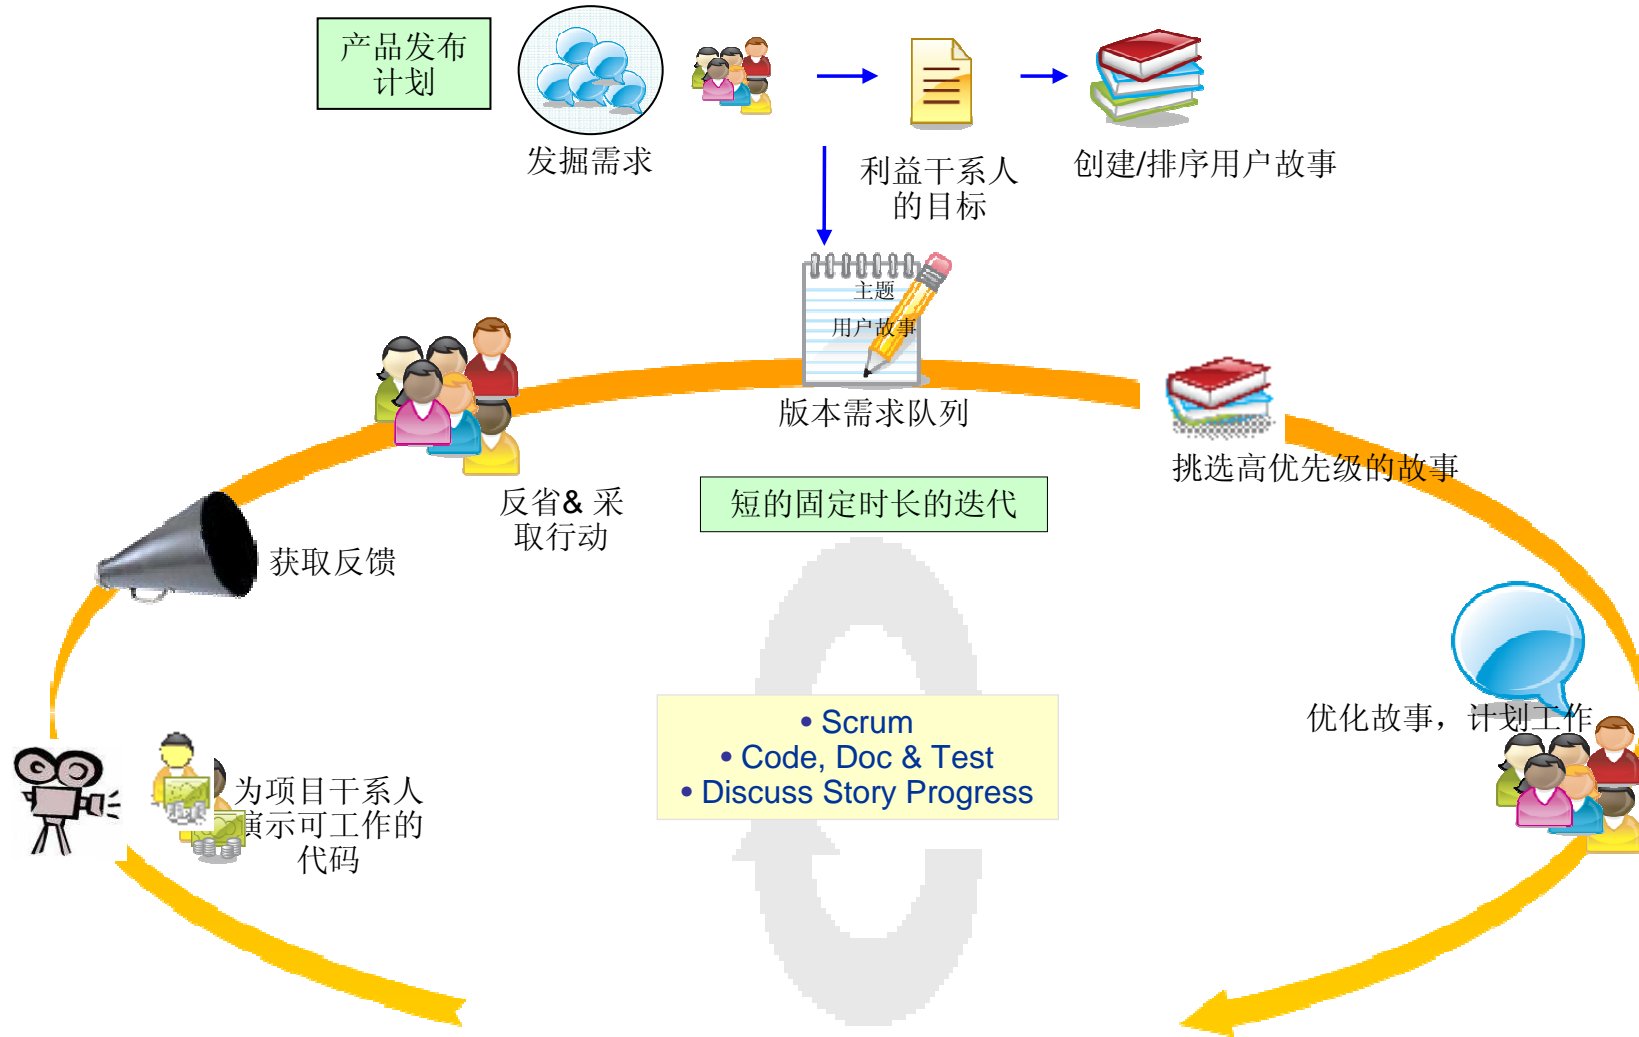 产品发布
计划
发掘需求
利益干系人
的目标
创建/排序用户故事
主题
用户故事
版本需求队列
挑选高优先级的故事
反省& 采
取行动
短的固定时长的迭代
获取反馈
优化故事，计划工作
• Scrum
• Code, Doc & Test
• Discuss Story Progress
为项目干系人
演示可工作的
代码